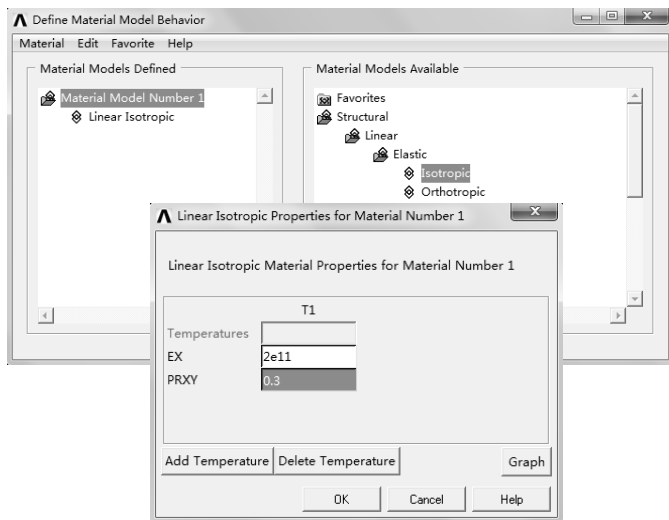 Define Material Model Behavior
Material Edit Favorite Help
Material Models Defined
Material Model Number 1
Linear Isotropic
Material Models Available
Favorites
Structural
Linear
Elastic
Isotropic
Orthotropic
Linear Isotropic Properties for Material Number 1
Linear Isotropic Material Properties for Material Number 1
T1
Temperatures
EX 2e11
PRXY 0.3
Add Temperature Delete Temperature Graph
OK Cancel Help